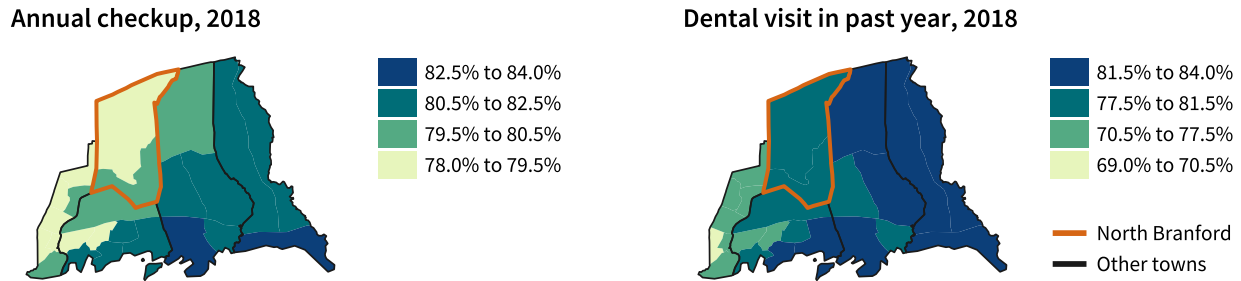 Annual checkup, 2018
82.5% to 84.0%
80.5% to 82.5%
79.5% to 80.5%
78.0% to 79.5%
Dental visit in past year, 2018
81.5% to 84.0%
77.5% to 81.5%
70.5% to 77.5%
69.0% to 70.5%
North Branford
Other towns